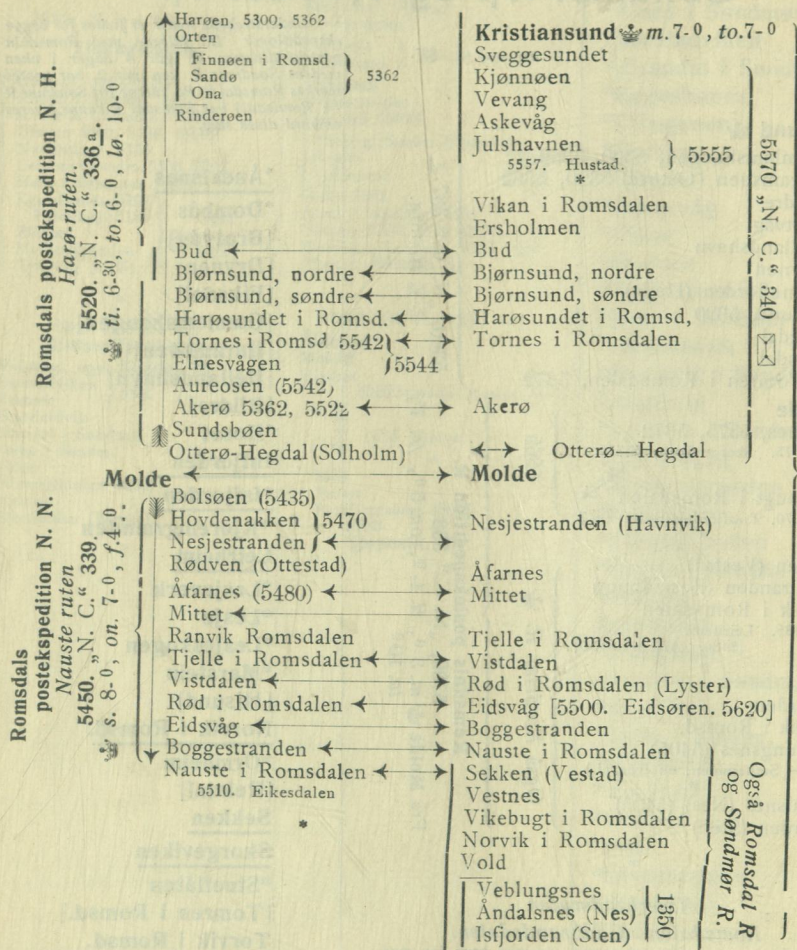 Romsdals postekspedition N. H.
Harø-ruten.
5520. „N. C.“ 336a.
ti. 6-30, to. 6-0, lø. 10-0
Harøen, 5300, 5362
Orten
Finnøen i Romsd.
Sandø } 5362
Ona
Rinderøen
Bud
Bjørnsund, nordre
Bjørnsund, søndre
Harøsundet i Romsd.
Tornes i Romsd 5542)
Elnesvågen } 5544
Aureosen (5542)
Akerø 5362, 5522
Sundsbøen
Otterø-Hegdal (Solholm)
Molde
Romsdals
postekspedition N. N.
Nauste ruten
5450. „N. C.“ 339.
s. 8-0, on. 7-0, f. 4-0
Bolsøen (5435)
Hovdenakken } 5470
Nesjestranden
Rødven (Ottestad)
Åfarnes (5480)
Mittet
Ranvik Romsdalen
Tjelle i Romsdalen
Vistdalen
Rød i Romsdalen
Eidsvåg
Boggestranden
Nauste i Romsdalen
5510. Eikesdalen
*
Kristiansund m. 7-0, to. 7-0
Sveggesundet
Kjønnøen
Vevang
Askevåg
Julshavnen } 5555
5557. Hustad.
*
Vikan i Romsdalen
Ersholmen
Bud
Bjørnsund, nordre
Bjørnsund, søndre
Harøsundet i Romsd,
Tornes i Romsdalen
Akerø
Otterø—Hegdal
5570 „N. C.“ 340
Molde
Nesjestranden (Havnvik)
Åfarnes
Mittet
Tjelle i Romsdalen
Vistdalen
Rød i Romsdalen (Lyster)
Eidsvåg [5500. Eidsøren. 5620]
Boggestranden
Nauste i Romsdalen
Sekken (Vestad)
Vestnes
Vikebugt i Romsdalen
Norvik i Romsdalen
Vold
Veblungsnes
Åndalsnes (Nes)
Isfjorden (Sten)
1350
Også Romsdal R
og Søndmør R.